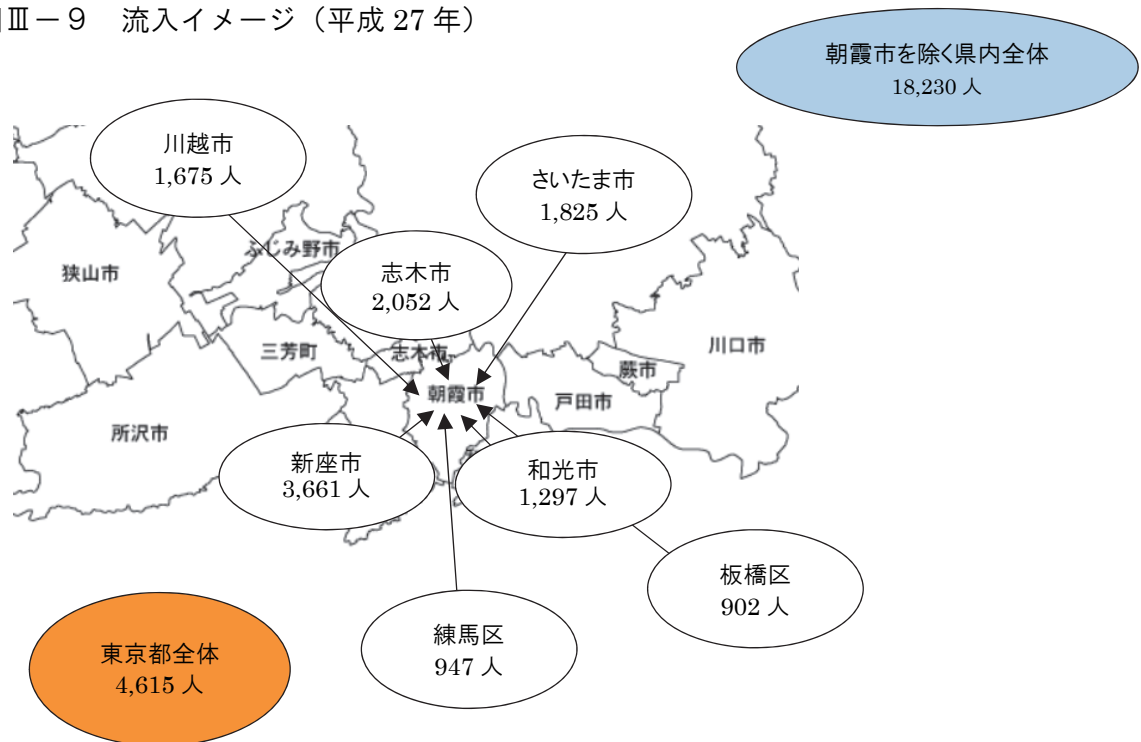 Ⅲ-9 流入イメージ（平成 27 年）
朝霞市を除く県内全体
18,230 人
川越市
1,675 人
さいたま市
1,825 人
ふじみ野市
志木市
2,052 人
狭山市
三芳町
志木市
川口市
蕨市
朝霞市
戸田市
所沢市
新座市
3,661 人
和光市
1,297 人
板橋区
902 人
練馬区
947 人
東京都全体
4,615 人